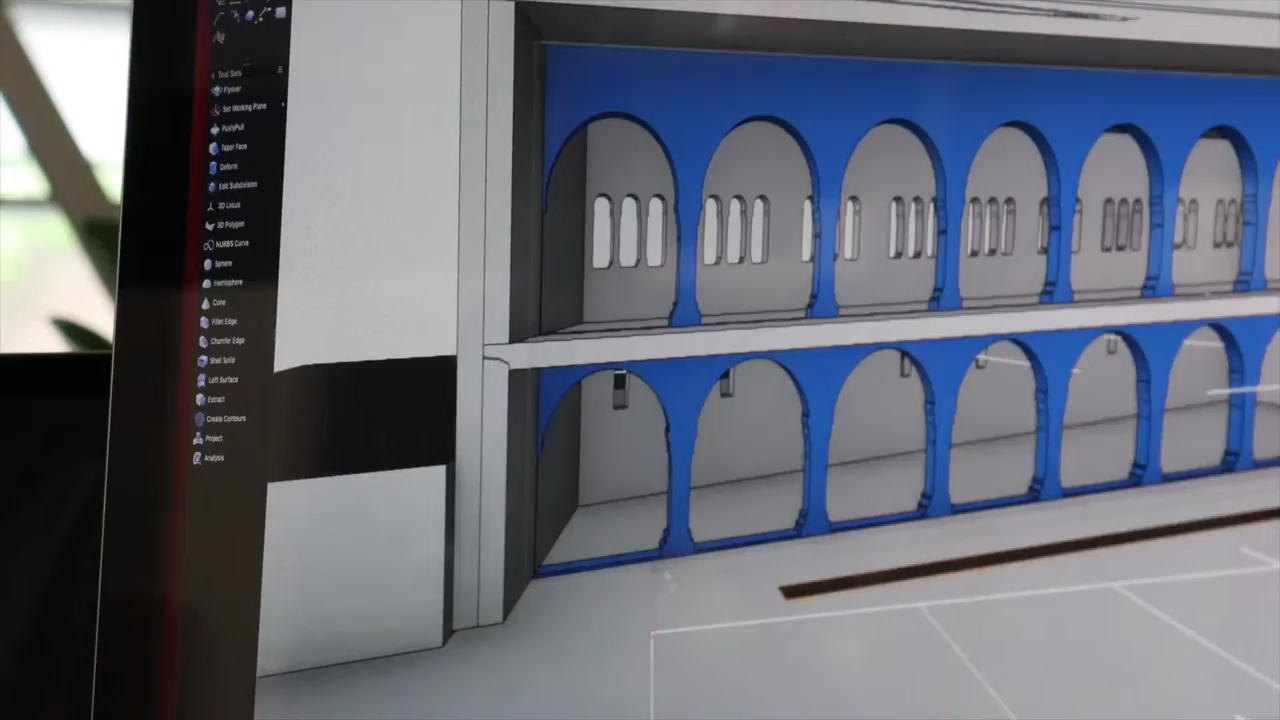 Tool Sets
Flyover
Set Working Plane
Push/Pull
Taper Face
Deform
Edit Subdivision
3D Locus
3D Polygon
NURBS Curve
Sphere
Hemisphere
Cone
Fillet Edge
Chamfer Edge
Shell Solid
Loft Surface
Extract
Create Contours
Project
Analysis